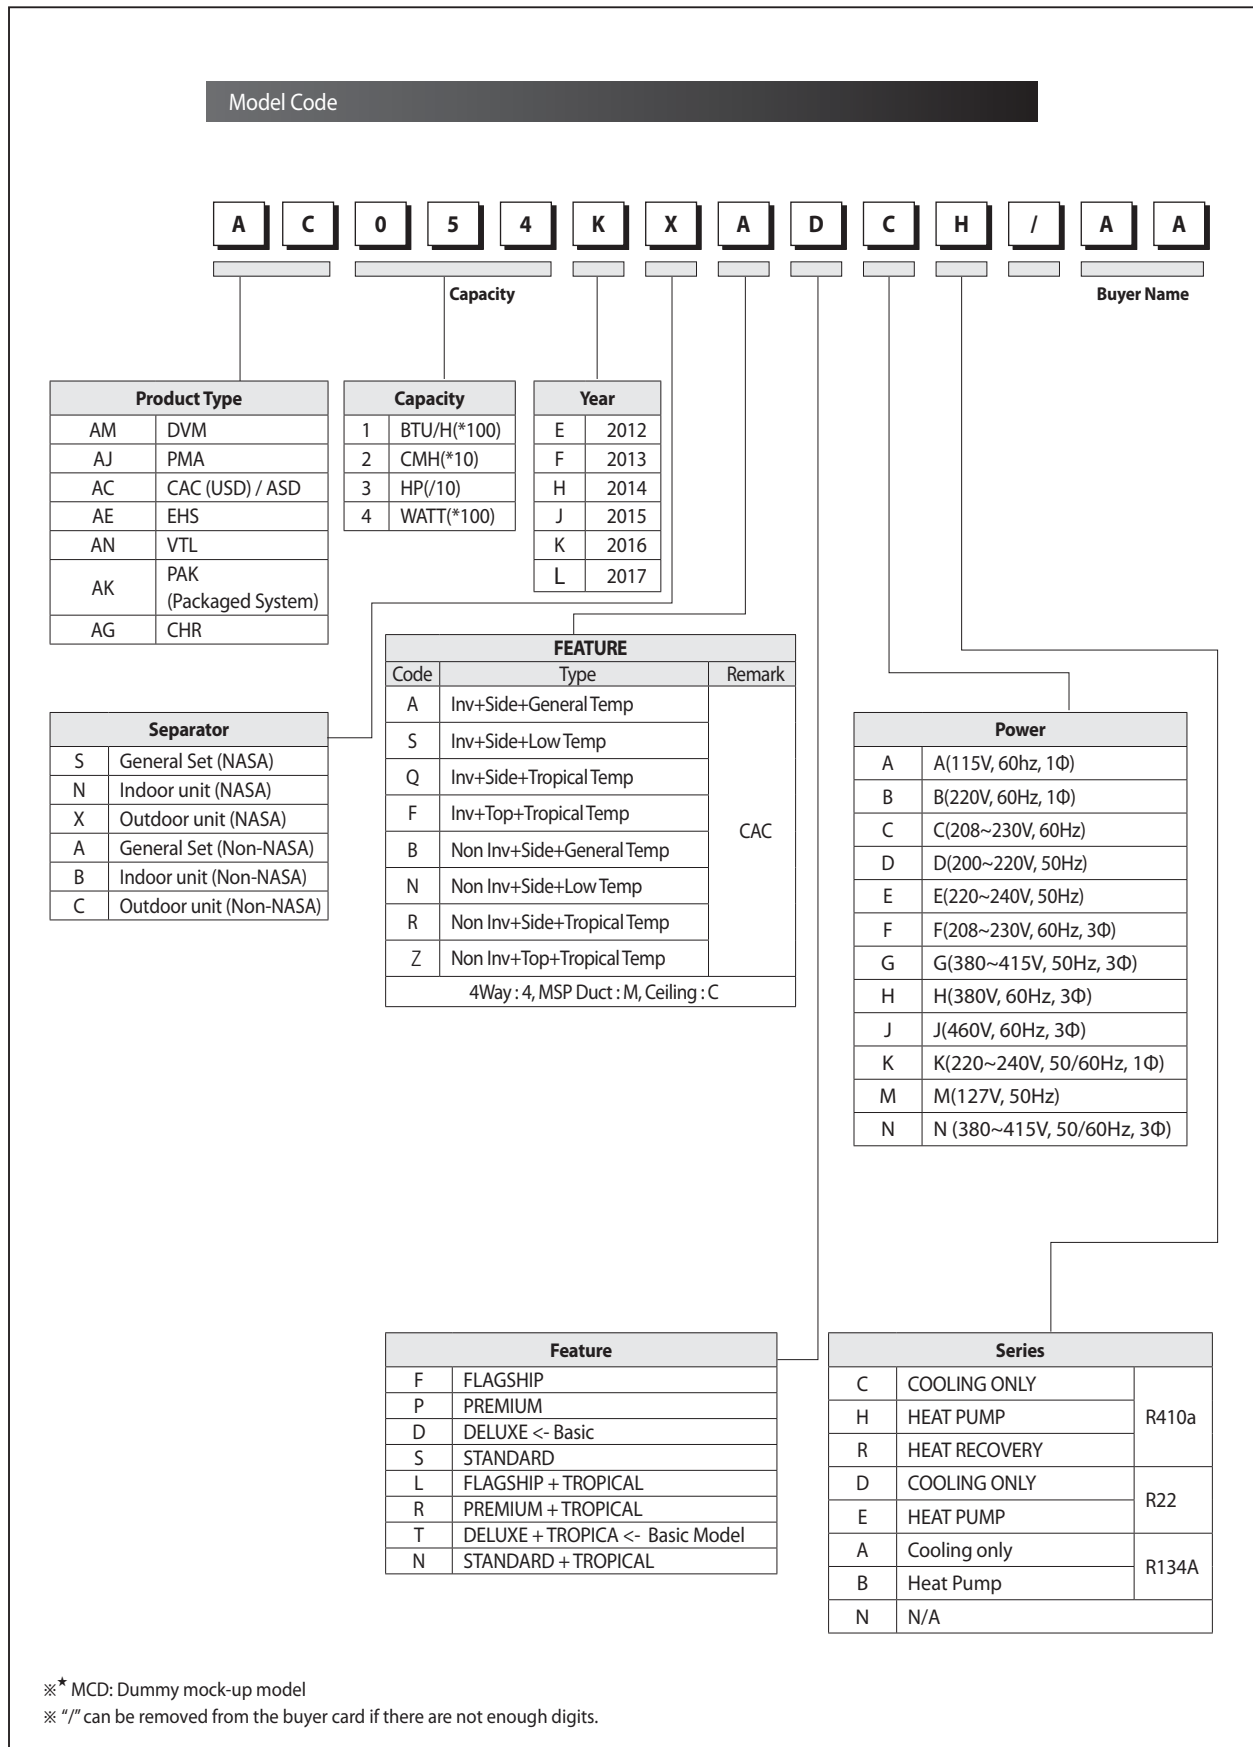 Model Code
A C 0 5 4 K X A D C H / A A
Capacity
Buyer Name
Product Type
AM DVM
AJ PMA
AC CAC (USD) / ASD
AE EHS
AN VTL
AK PAK
(Packaged System)
AG CHR
Capacity
1 BTU/H(*100)
2 CMH(*10)
3 HP(/10)
4 WATT(*100)
Year
E 2012
F 2013
H 2014
J 2015
K 2016
L 2017
Separator
S General Set (NASA)
N Indoor unit (NASA)
X Outdoor unit (NASA)
A General Set (Non-NASA)
B Indoor unit (Non-NASA)
C Outdoor unit (Non-NASA)
FEATURE
Code Type Remark
A Inv+Side+General Temp
S Inv+Side+Low Temp
Q Inv+Side+Tropical Temp
F Inv+Top+Tropical Temp
CAC
B Non Inv+Side+General Temp
N Non Inv+Side+Low Temp
R Non Inv+Side+Tropical Temp
Z Non Inv+Top+Tropical Temp
4Way : 4, MSP Duct : M, Ceiling : C
Power
A A(115V, 60hz, 1Φ)
B B(220V, 60Hz, 1Φ)
C C(208~230V, 60Hz)
D D(200~220V, 50Hz)
E E(220~240V, 50Hz)
F F(208~230V, 60Hz, 3Φ)
G G(380~415V, 50Hz, 3Φ)
H H(380V, 60Hz, 3Φ)
J J(460V, 60Hz, 3Φ)
K K(220~240V, 50/60Hz, 1Φ)
M M(127V, 50Hz)
N N (380~415V, 50/60Hz, 3Φ)
Feature
F FLAGSHIP
P PREMIUM
D DELUXE <- Basic
S STANDARD
L FLAGSHIP + TROPICAL
R PREMIUM + TROPICAL
T DELUXE + TROPICA <- Basic Model
N STANDARD + TROPICAL
Series
C COOLING ONLY
H HEAT PUMP R410a
R HEAT RECOVERY
D COOLING ONLY
R22
E HEAT PUMP
A Cooling only
R134A
B Heat Pump
N N/A
※★ MCD: Dummy mock-up model
※ “/” can be removed from the buyer card if there are not enough digits.